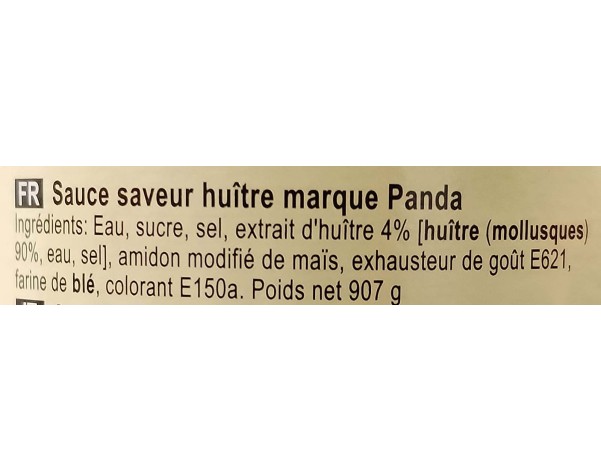 FR Sauce saveur huître marque Panda
Ingrédients: Eau, sucre, sel, extrait d'huître 4% [huître (mollusques)
90%, eau, sel], amidon modifié de maïs, exhausteur de goût E621,
farine de blé, colorant E150a. Poids net 907 g